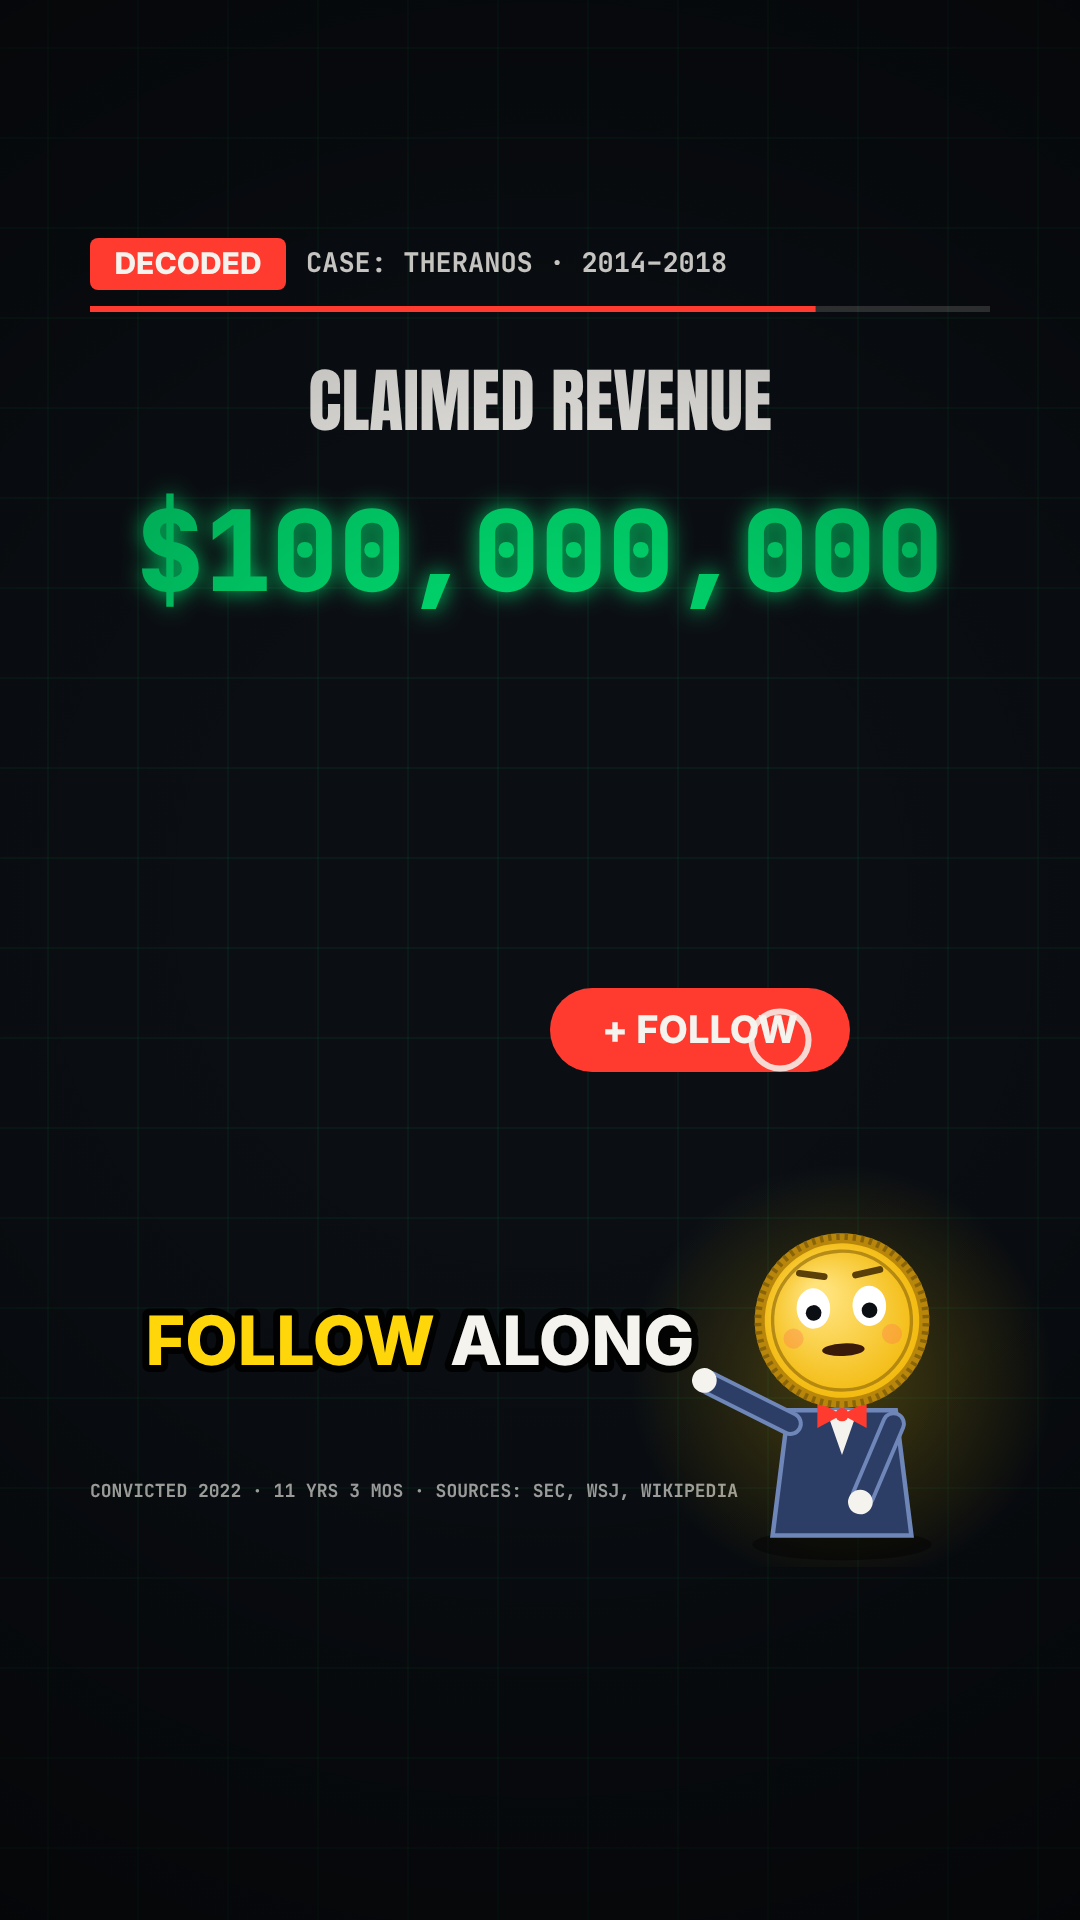 DECODED CASE: THERANOS · 2014–2018
CLAIMED REVENUE
$100,000,000
+ FOLLOW
FOLLOW ALONG
CONVICTED 2022 · 11 YRS 3 MOS · SOURCES: SEC, WSJ, WIKIPEDIA